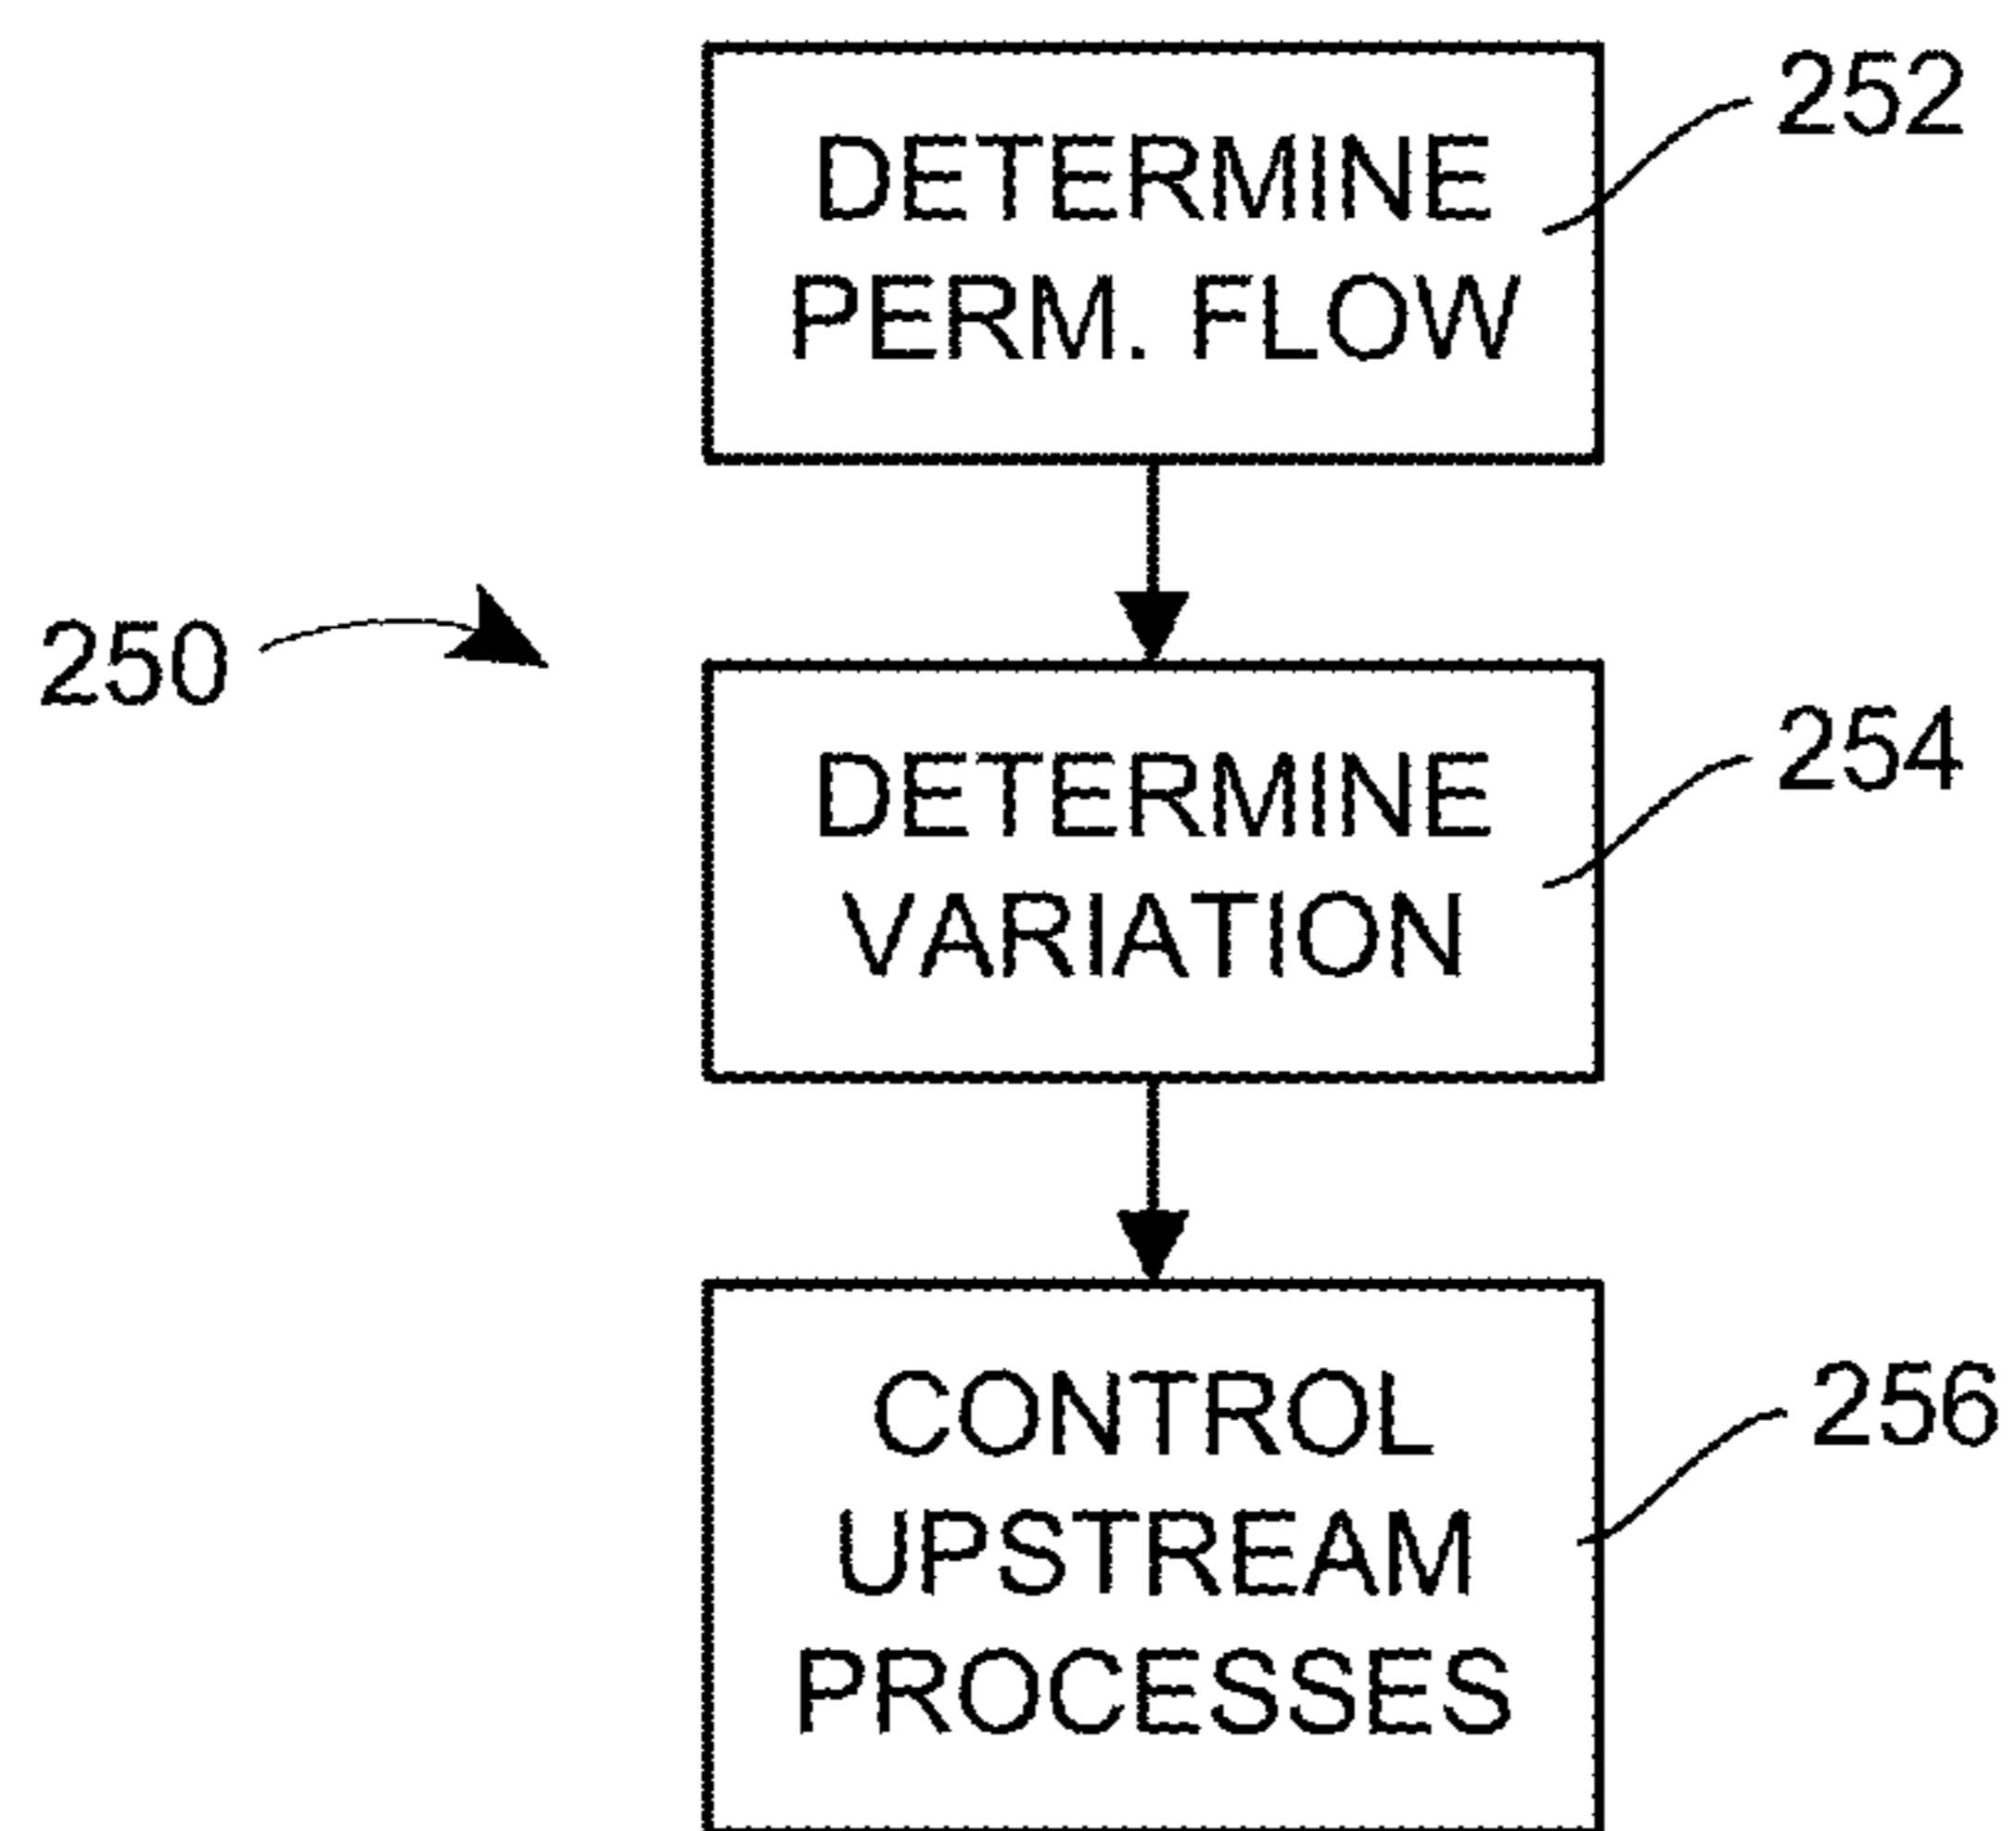 252
DETERMINE
PERM. FLOW
250
254
DETERMINE
VARIATION
256
CONTROL
UPSTREAM
PROCESSES